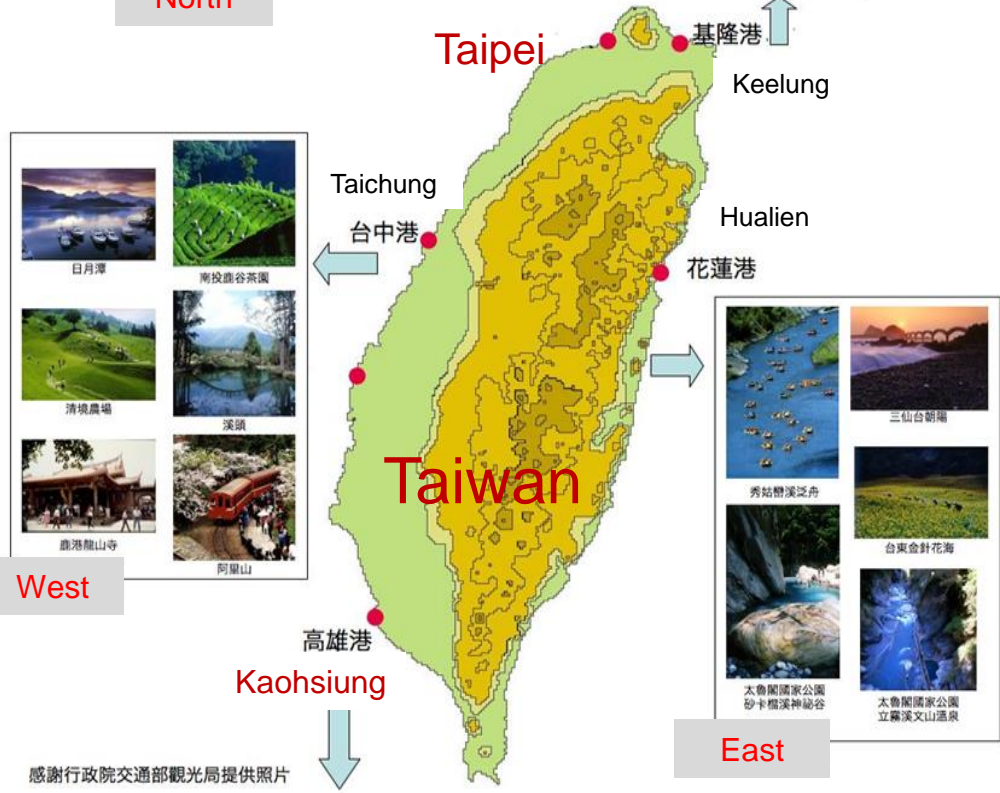 North
Taipei
基隆港
Keelung
Taichung
台中港
Hualien
花蓮港
日月潭
南投鹿谷茶園
清境農場
溪頭
鹿港龍山寺
阿里山
West
Taiwan
秀姑巒溪泛舟
三仙台朝陽
台東金針花海
太魯閣國家公園
砂卡礑溪神祕谷
太魯閣國家公園
立霧溪文山溫泉
East
高雄港
Kaohsiung
感謝行政院交通部觀光局提供照片